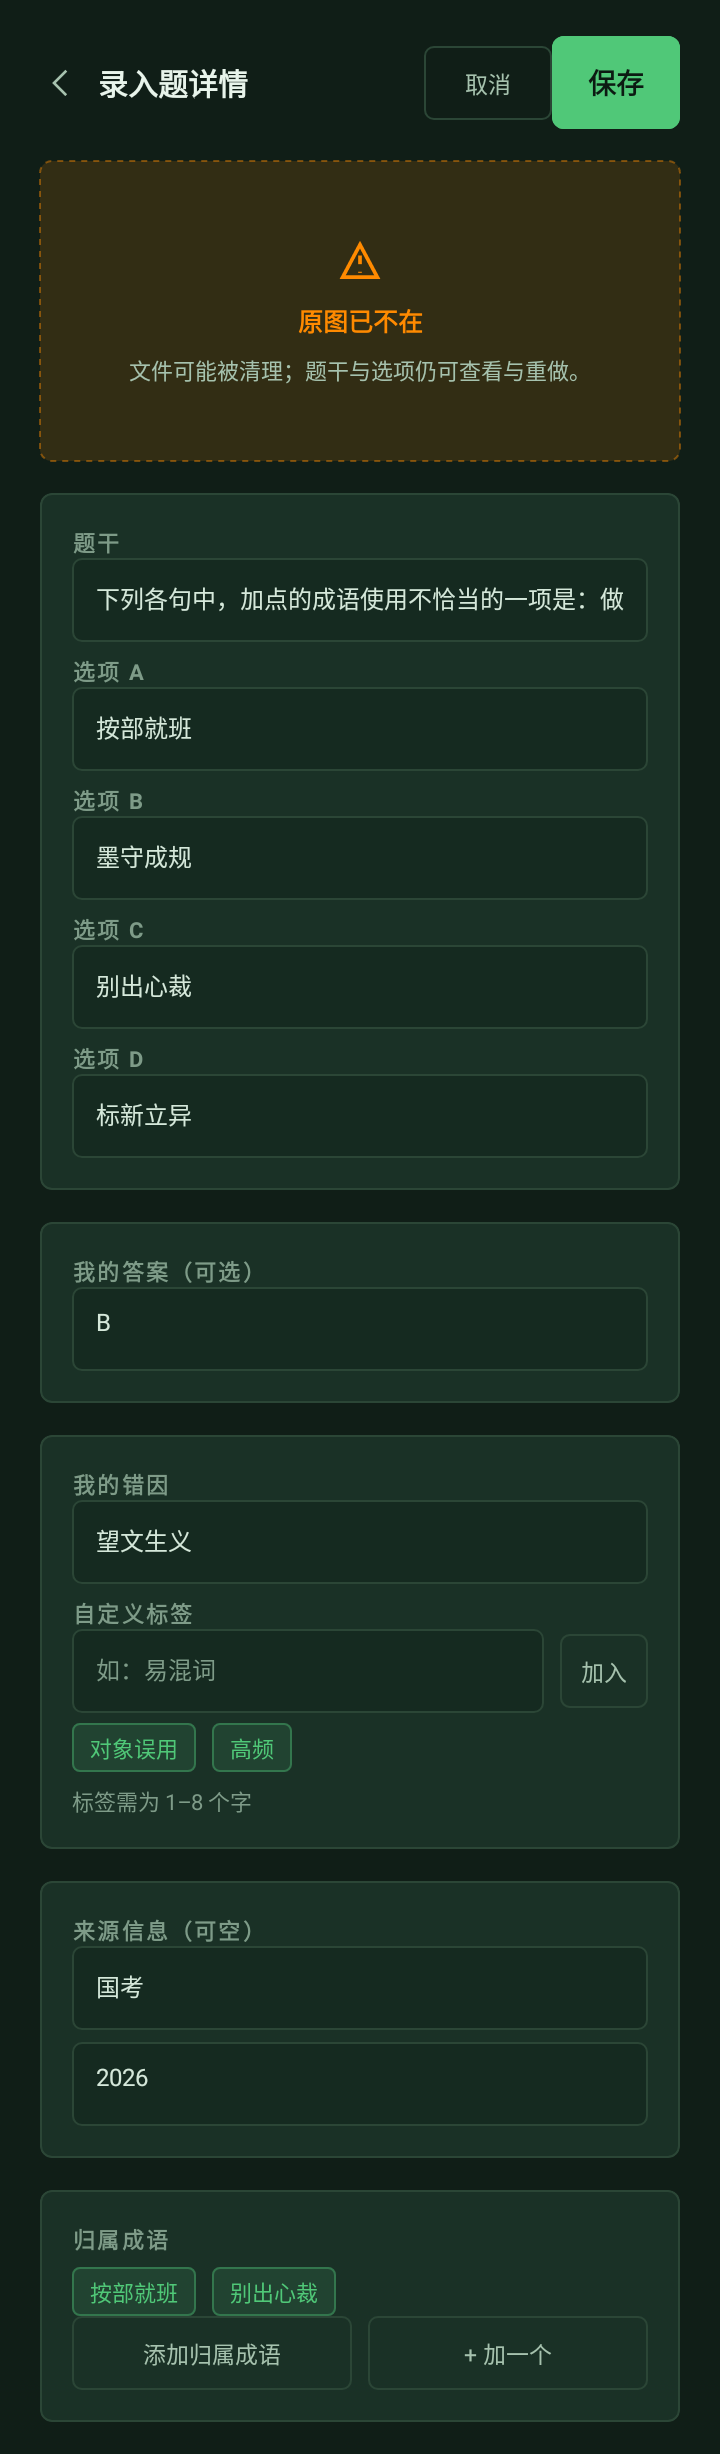 录入题详情
取消
保存
原图已不在
文件可能被清理；题干与选项仍可查看与重做。
题干
下列各句中，加点的成语使用不恰当的一项是：做
选项 A
按部就班
选项 B
墨守成规
选项 C
别出心裁
选项 D
标新立异
我的答案（可选）
B
我的错因
望文生义
自定义标签
如：易混词
加入
对象误用
高频
标签需为 1–8 个字
来源信息（可空）
国考
2026
归属成语
按部就班
别出心裁
添加归属成语
+ 加一个